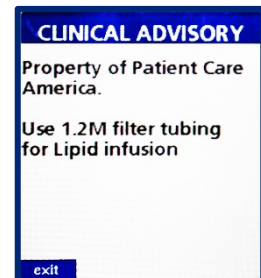 CLINICAL ADVISORY
Property of Patient Care
America.
Use 1.2M filter tubing
for Lipid infusion
exit